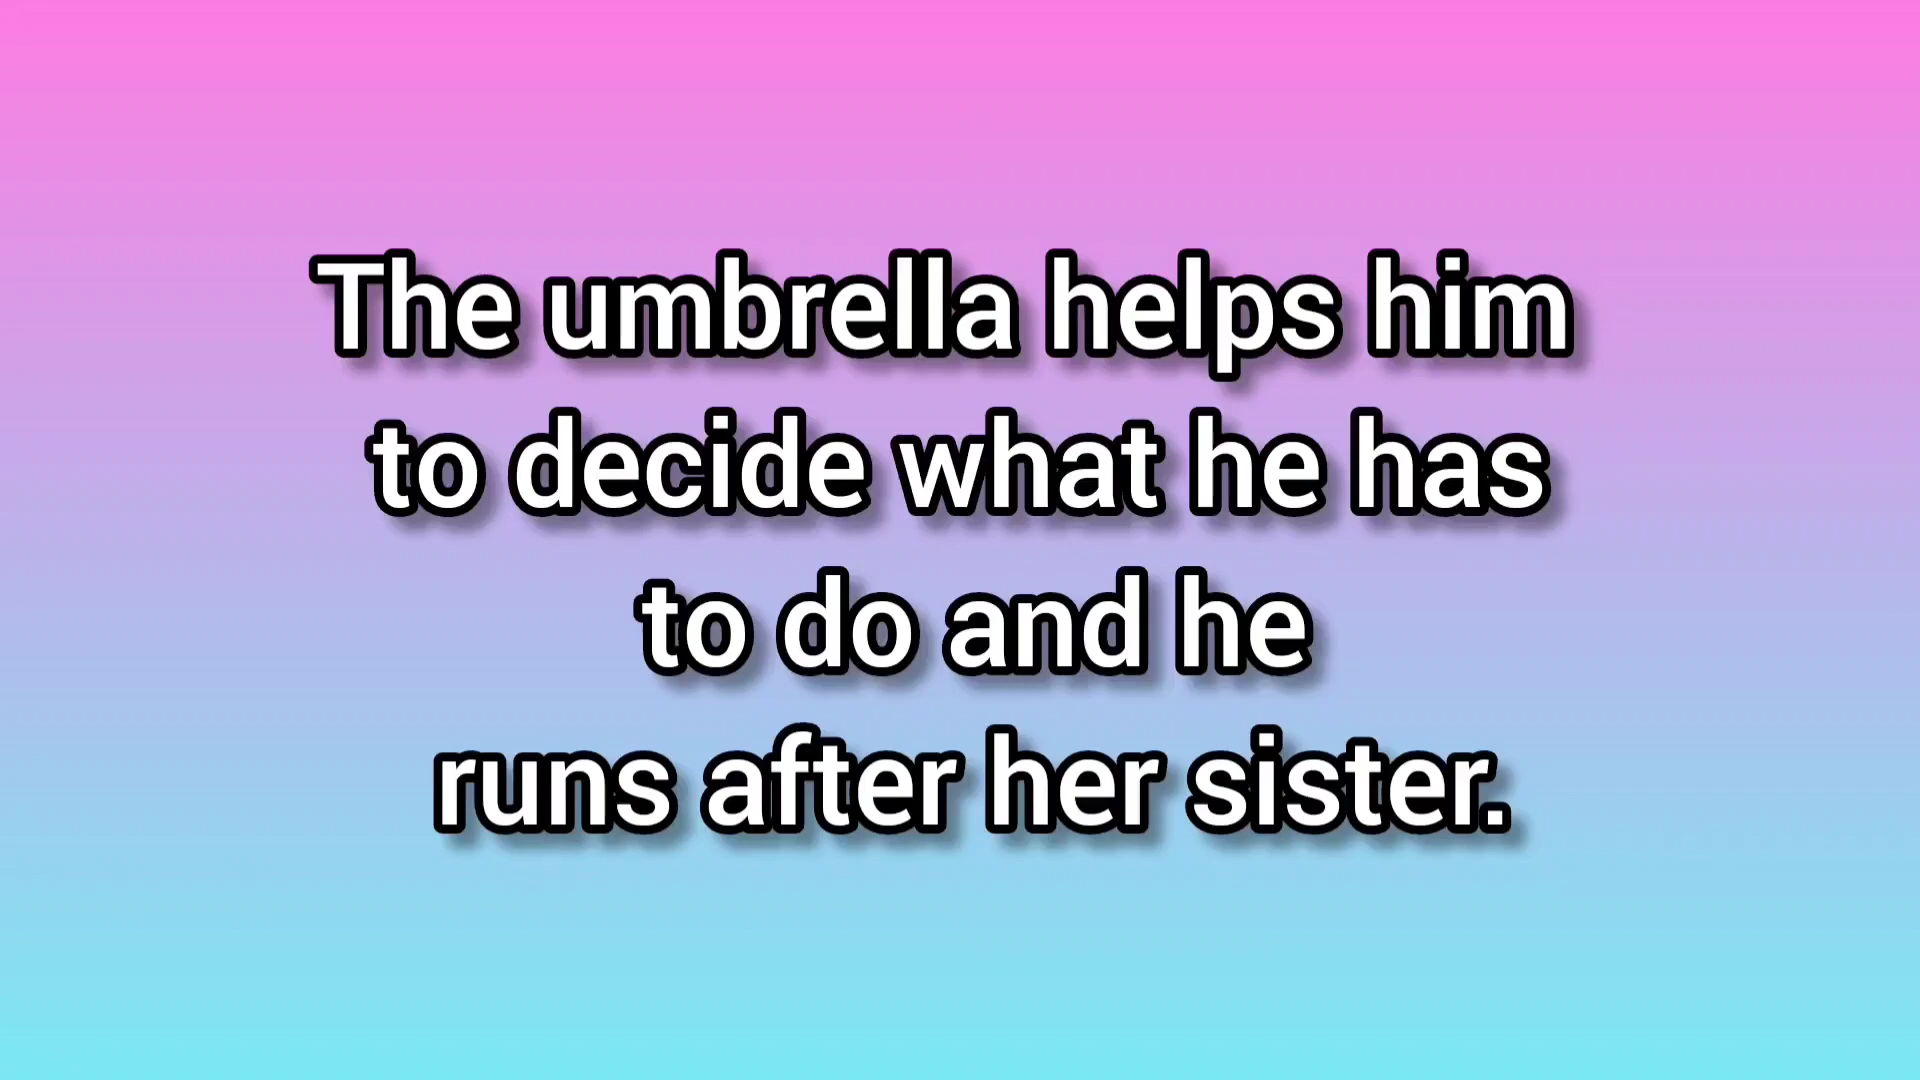 The umbrella helps him
to decide what he has
to do and he
runs after her sister.